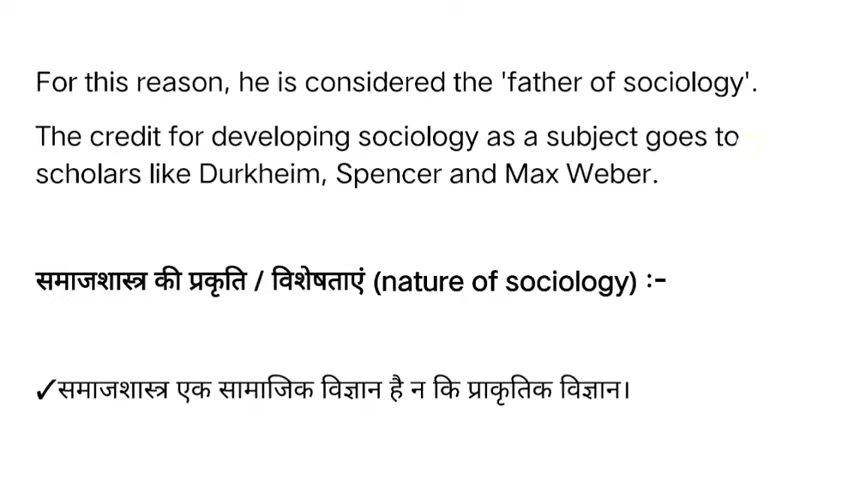 For this reason, he is considered the 'father of sociology'.
The credit for developing sociology as a subject goes to
scholars like Durkheim, Spencer and Max Weber.
समाजशास्त्र की प्रकृति / विशेषताएं (nature of sociology) :-
✓समाजशास्त्र एक सामाजिक विज्ञान है न कि प्राकृतिक विज्ञान।